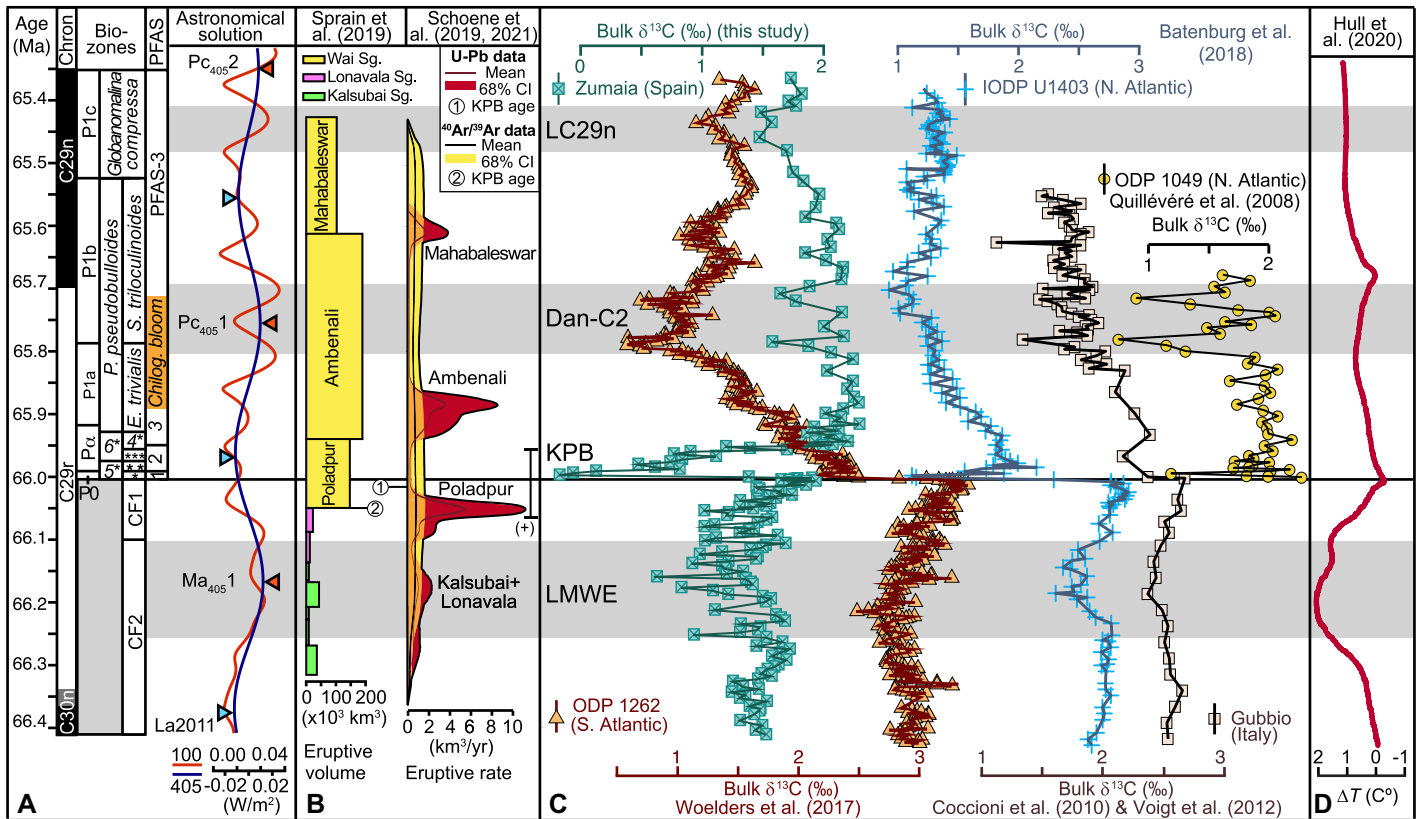 Age
(Ma)
Chron
Bio-
zones
PFAS
Astronomical
solution
Sprain et
al. (2019)
Schoene et
al. (2019, 2021)
Bulk δ¹³C (‰) (this study)
0
1
2
Zumaia (Spain)
Bulk δ¹³C (‰)
1
2
3
IODP U1403 (N. Atlantic)
Batenburg et al.
(2018)
Hull et
al. (2020)
65.4
65.5
65.6
65.7
65.8
65.9
66.0
66.1
66.2
66.3
66.4
C29n
C29r
C30n
P1c
P1b
P1a
Pα
P0
Globanomalina
compressa
P. pseudobulloides
S. triloculinoides
E. trivialis
6*
5*
4*
***
**
*
CF1
CF2
PFAS-3
Chilog. bloom
3
2
1
Pc₄₀₅2
Pc₄₀₅1
Ma₄₀₅1
La2011
0.00 0.04
100
405
-0.02 0.02
(W/m²)
A
Wai Sg.
Lonavala Sg.
Kalsubai Sg.
Mahabaleswar
Ambenali
Poladpur
0 200
(x10³ km³)
Eruptive
volume
B
U-Pb data
Mean
68% CI
① KPB age
⁴⁰Ar/³⁹Ar data
Mean
68% CI
② KPB age
Mahabaleswar
Ambenali
①
Poladpur
②
(+)
Kalsubai+
Lonavala
0 2 4 6 8 10
(km³/yr)
Eruptive rate
LC29n
Dan-C2
KPB
LMWE
ODP 1049 (N. Atlantic)
Quillévéré et al. (2008)
Bulk δ¹³C (‰)
1
2
ODP 1262
(S. Atlantic)
Gubbio
(Italy)
1
2
3
Bulk δ¹³C (‰)
Woelders et al. (2017)
1
2
3
Bulk δ¹³C (‰)
Coccioni et al. (2010) & Voigt et al. (2012)
C
2 1 0 -1
ΔT (Cº)
D